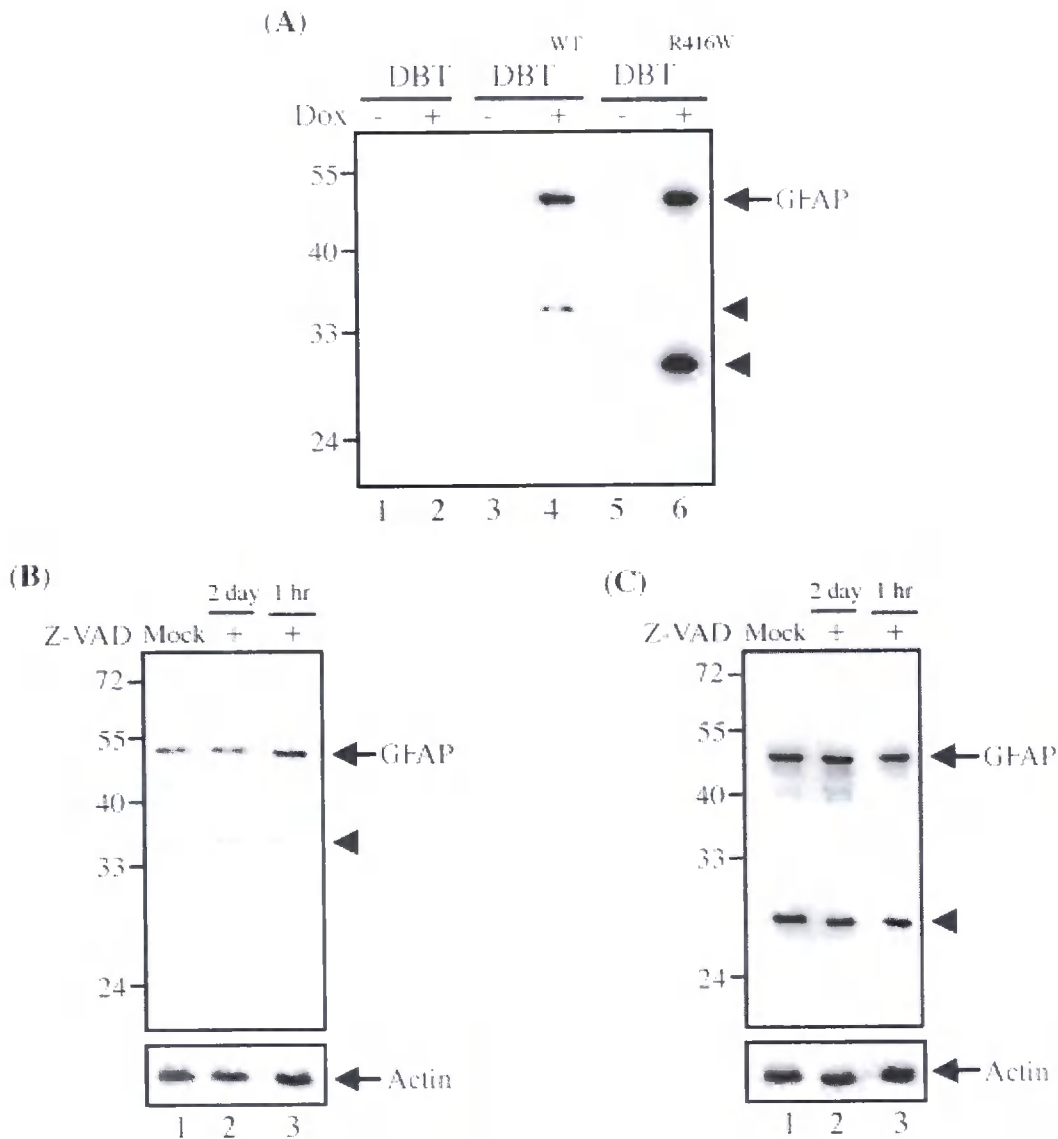 (A)
WT R416W
DBT DBT DBT
Dox - + - + - +
55
GFAP
40
33
24
1 2 3 4 5 6
(B)
2 day 1 hr
Z-VAD Mock + +
72
55
GFAP
40
33
24
Actin
1 2 3
(C)
2 day 1 hr
Z-VAD Mock + +
72
55
GFAP
40
33
24
Actin
1 2 3